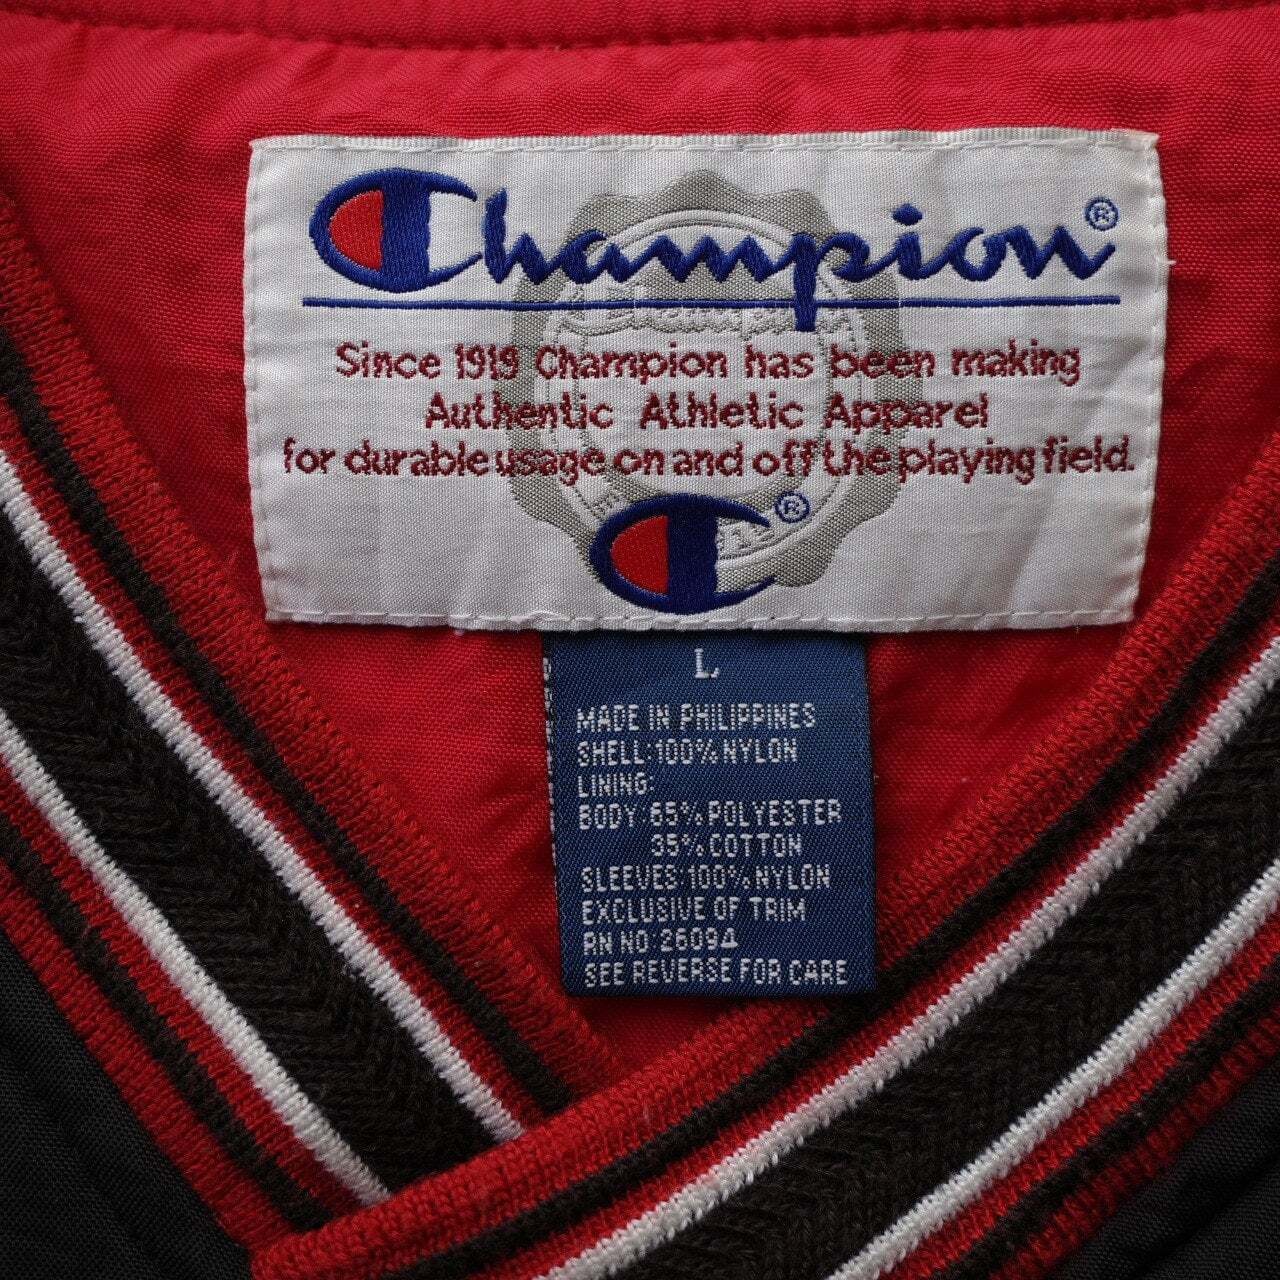 Champion®
Since 1919 Champion has been making
Authentic Athletic Apparel
for durable usage on and off the playing field.
®
L
MADE IN PHILIPPINES
SHELL:100% NYLON
LINING:
BODY 65% POLYESTER
35% COTTON
SLEEVES:100% NYLON
EXCLUSIVE OF TRIM
RN NO 26094
SEE REVERSE FOR CARE